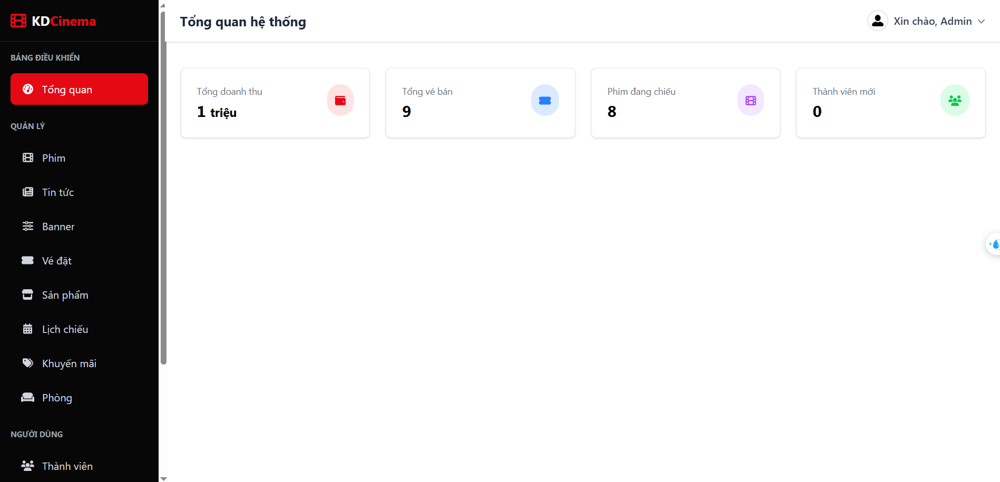 KDCinema
BẢNG ĐIỀU KHIỂN
Tổng quan
QUẢN LÝ
Phim
Tin tức
Banner
Vé đặt
Sản phẩm
Lịch chiếu
Khuyến mãi
Phòng
NGƯỜI DÙNG
Thành viên
Tổng quan hệ thống
Xin chào, Admin
Tổng doanh thu
1 triệu
Tổng vé bán
9
Phim đang chiếu
8
Thành viên mới
0